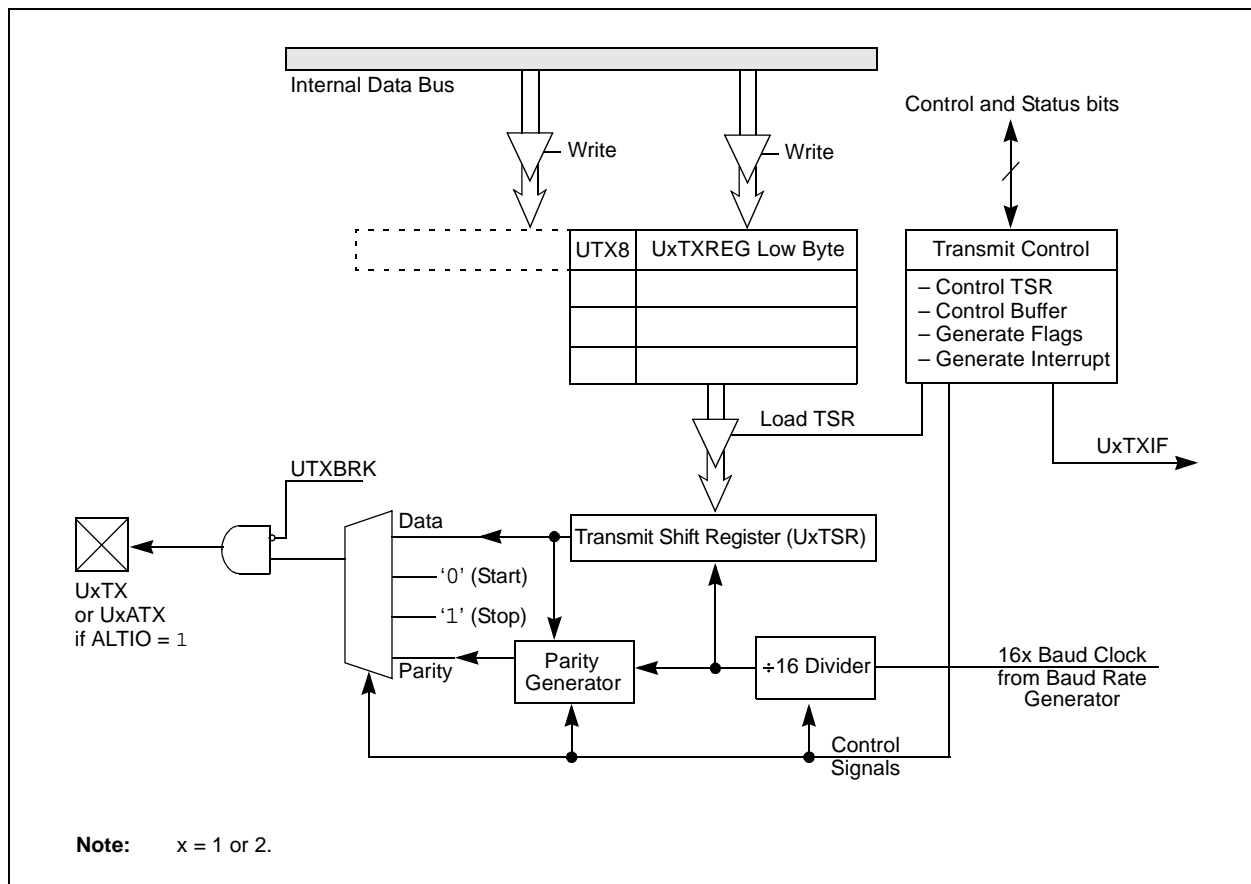 Internal Data Bus
Control and Status bits
Write
Write
UTX8
UxTXREG Low Byte
Transmit Control
– Control TSR
– Control Buffer
– Generate Flags
– Generate Interrupt
Load TSR
UxTXIF
UTXBRK
Data
Transmit Shift Register (UxTSR)
‘0’ (Start)
‘1’ (Stop)
UxTX
or UxATX
if ALTIO = 1
Parity
Parity
Generator
÷16 Divider
16x Baud Clock
from Baud Rate
Generator
Control
Signals
Note: x = 1 or 2.